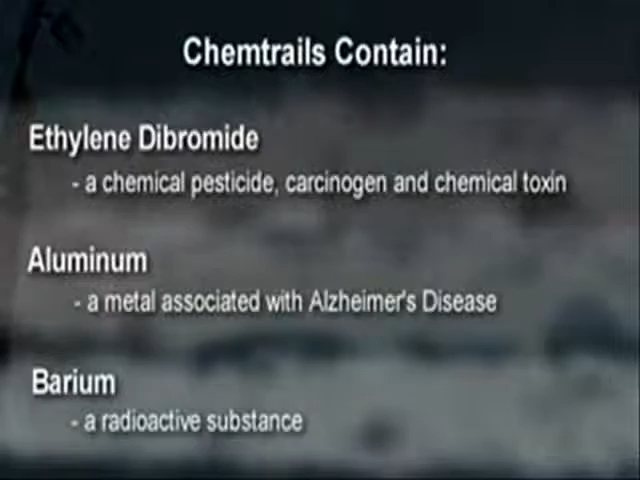 Chemtrails Contain:
Ethylene Dibromide
- a chemical pesticide, carcinogen and chemical toxin
Aluminum
- a metal associated with Alzheimer's Disease
Barium
- a radioactive substance